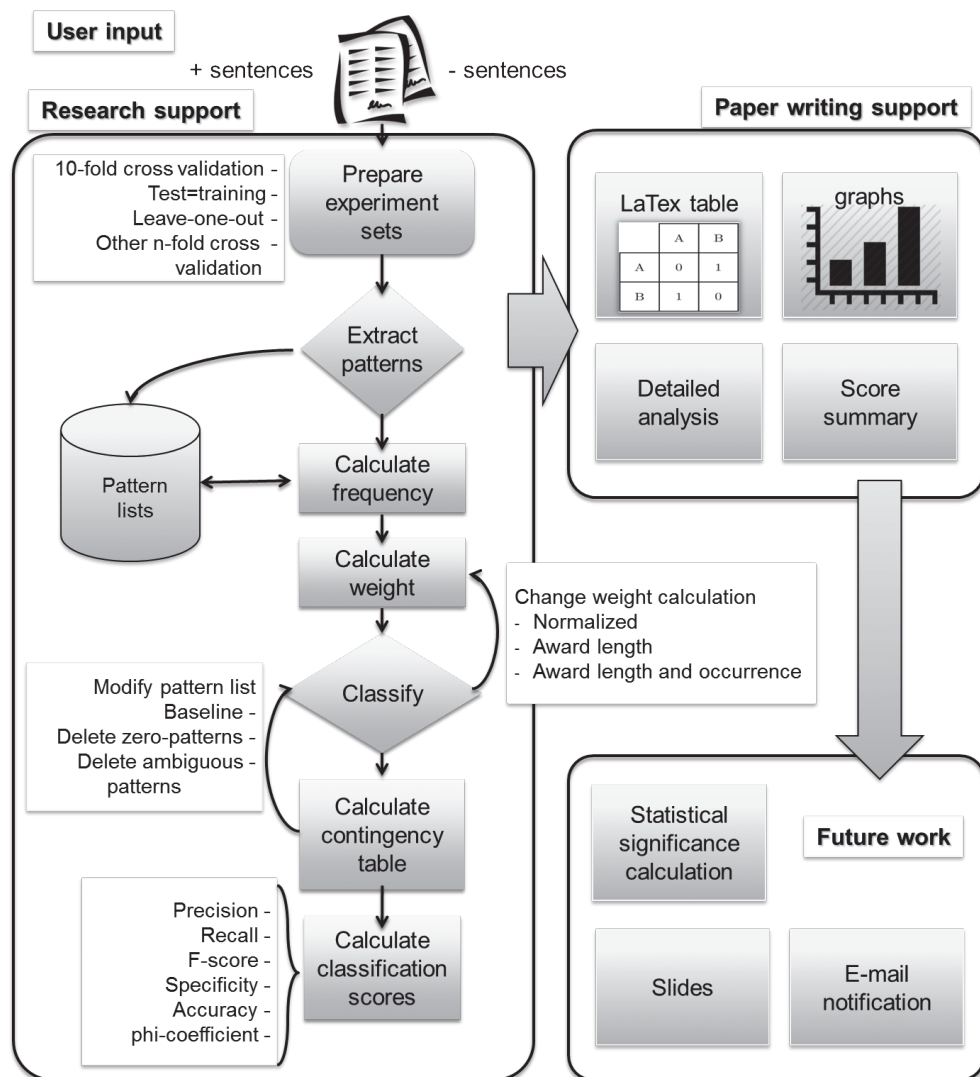 User input
+ sentences
- sentences
Research support
10-fold cross validation -
Test=training -
Leave-one-out -
Other n-fold cross -
validation
Prepare
experiment
sets
Extract
patterns
Pattern
lists
Calculate
frequency
Calculate
weight
Change weight calculation
- Normalized
- Award length
- Award length and occurrence
Classify
Modify pattern list
Baseline -
Delete zero-patterns -
Delete ambiguous -
patterns
Calculate
contingency
table
Precision -
Recall -
F-score -
Specificity -
Accuracy -
phi-coefficient -
Calculate
classification
scores
Paper writing support
LaTex table
A B
A 0 1
B 1 0
graphs
Detailed
analysis
Score
summary
Future work
Statistical
significance
calculation
Slides
E-mail
notification